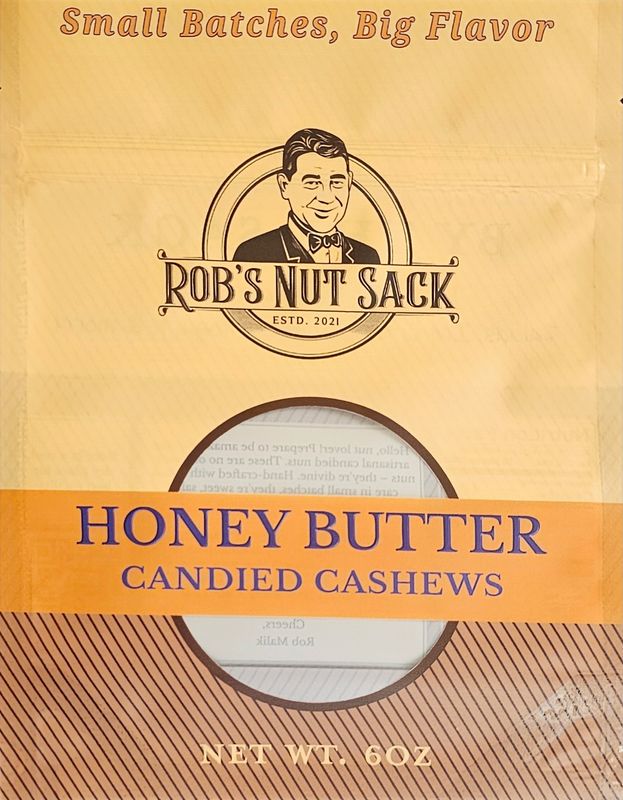 Small Batches, Big Flavor
ROB'S NUT SACK
ESTD. 2021
Hello, nut lover! Prepare to be
artisanal candied nuts. These are no
nuts – they're divine. Hand-crafted with
care in small batches, they're sweet,
HONEY BUTTER
CANDIED CASHEWS
Cheers,
Rob Malik
NET WT. 6OZ